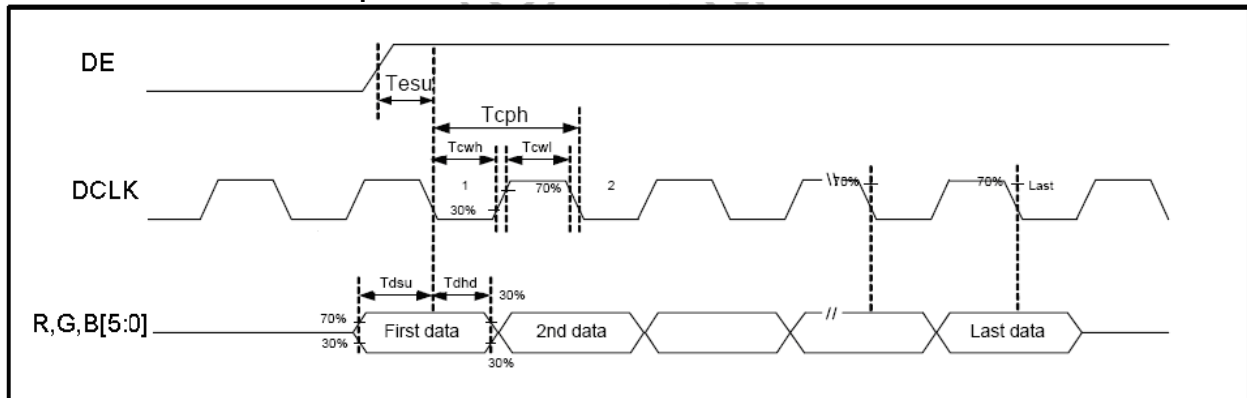 DE
Tesu
Tcph
Tcwh
Tcwl
DCLK
1
70%
2
\\
70%
70%
Last
30%
Tdsu
Tdhd
30%
R,G,B[5:0]
70%
First data
2nd data
//
Last data
30%
30%